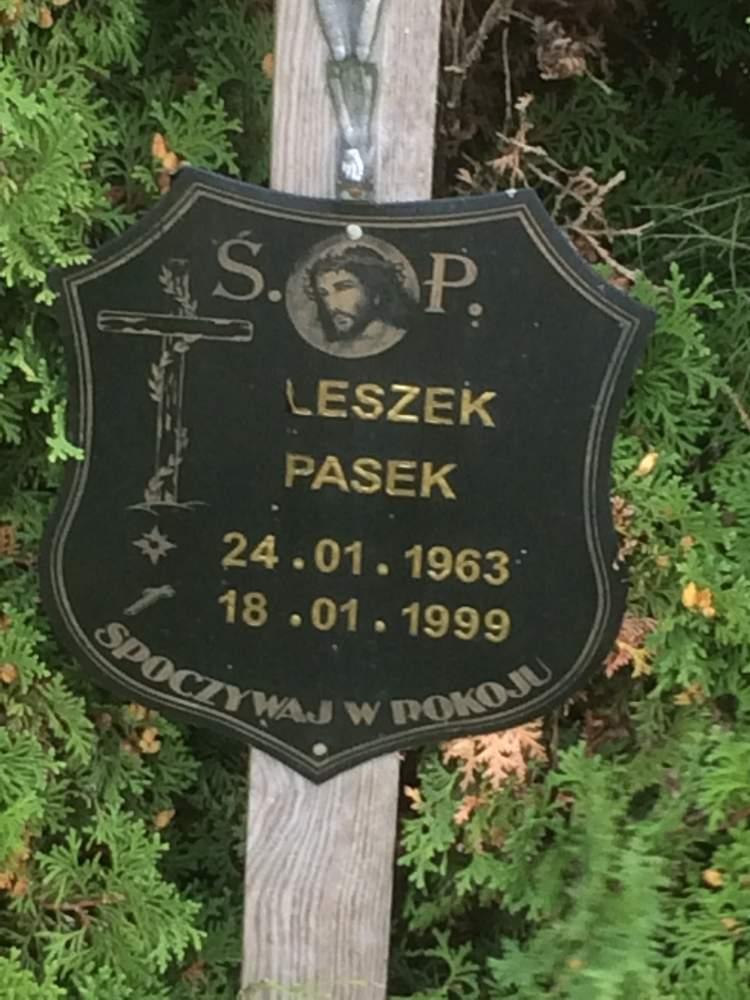 Ś. P.
LESZEK
PASEK
24.01.1963
18.01.1999
SPOCZYWAJ W POKOJU